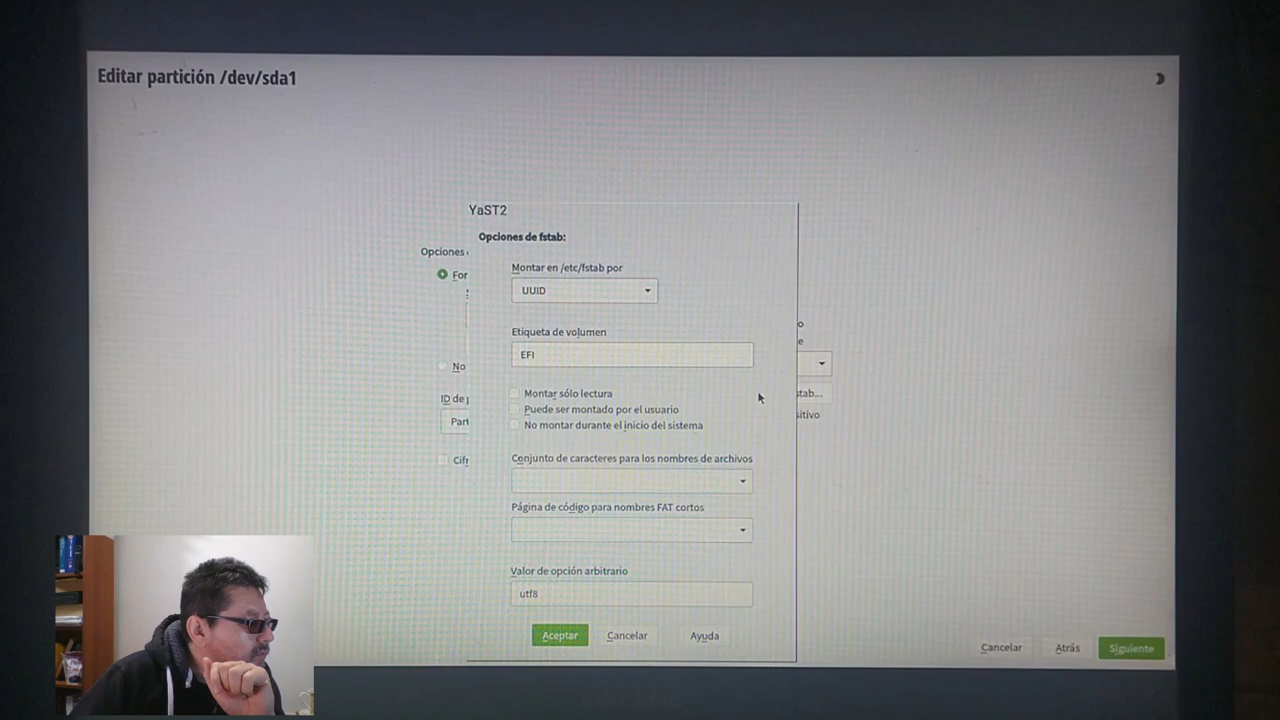 Editar partición /dev/sda1
YaST2
Opciones de fstab:
Opciones
Montar en /etc/fstab por
For
UUID
o
Etiqueta de volumen
e
EFI
No
Montar sólo lectura
tab...
ID de
Puede ser montado por el usuario
sitivo
Part
No montar durante el inicio del sistema
Conjunto de caracteres para los nombres de archivos
Cifr
Página de código para nombres FAT cortos
Valor de opción arbitrario
utf8
Aceptar
Cancelar
Ayuda
Cancelar
Atrás
Siguiente